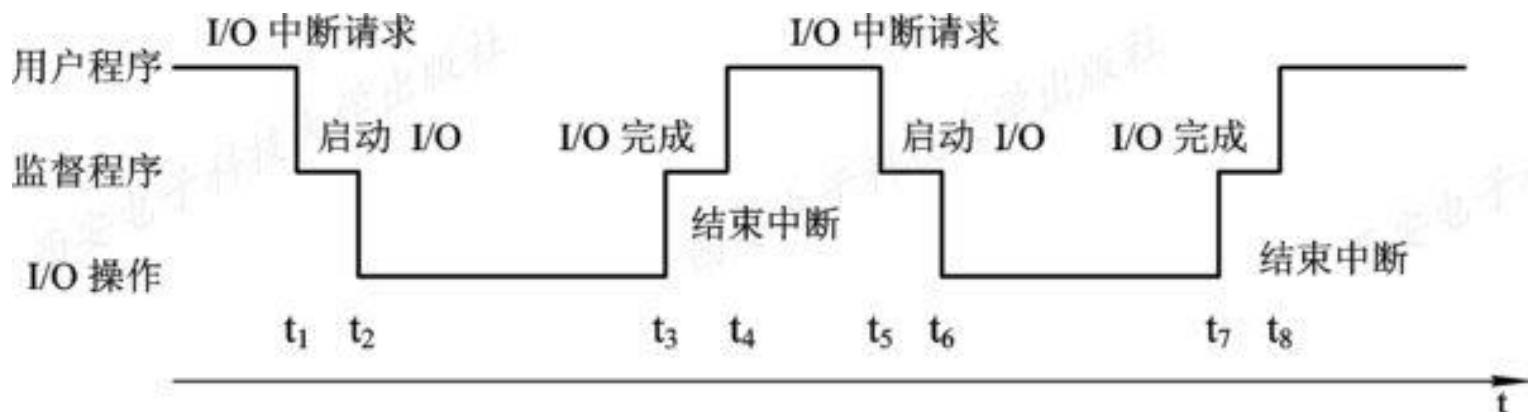 I/O 中断请求 I/O 中断请求
用户程序
启动 I/O I/O 完成 启动 I/O I/O 完成
监督程序
结束中断
结束中断
I/O 操作
t₁ t₂ t₃ t₄ t₅ t₆ t₇ t₈
t